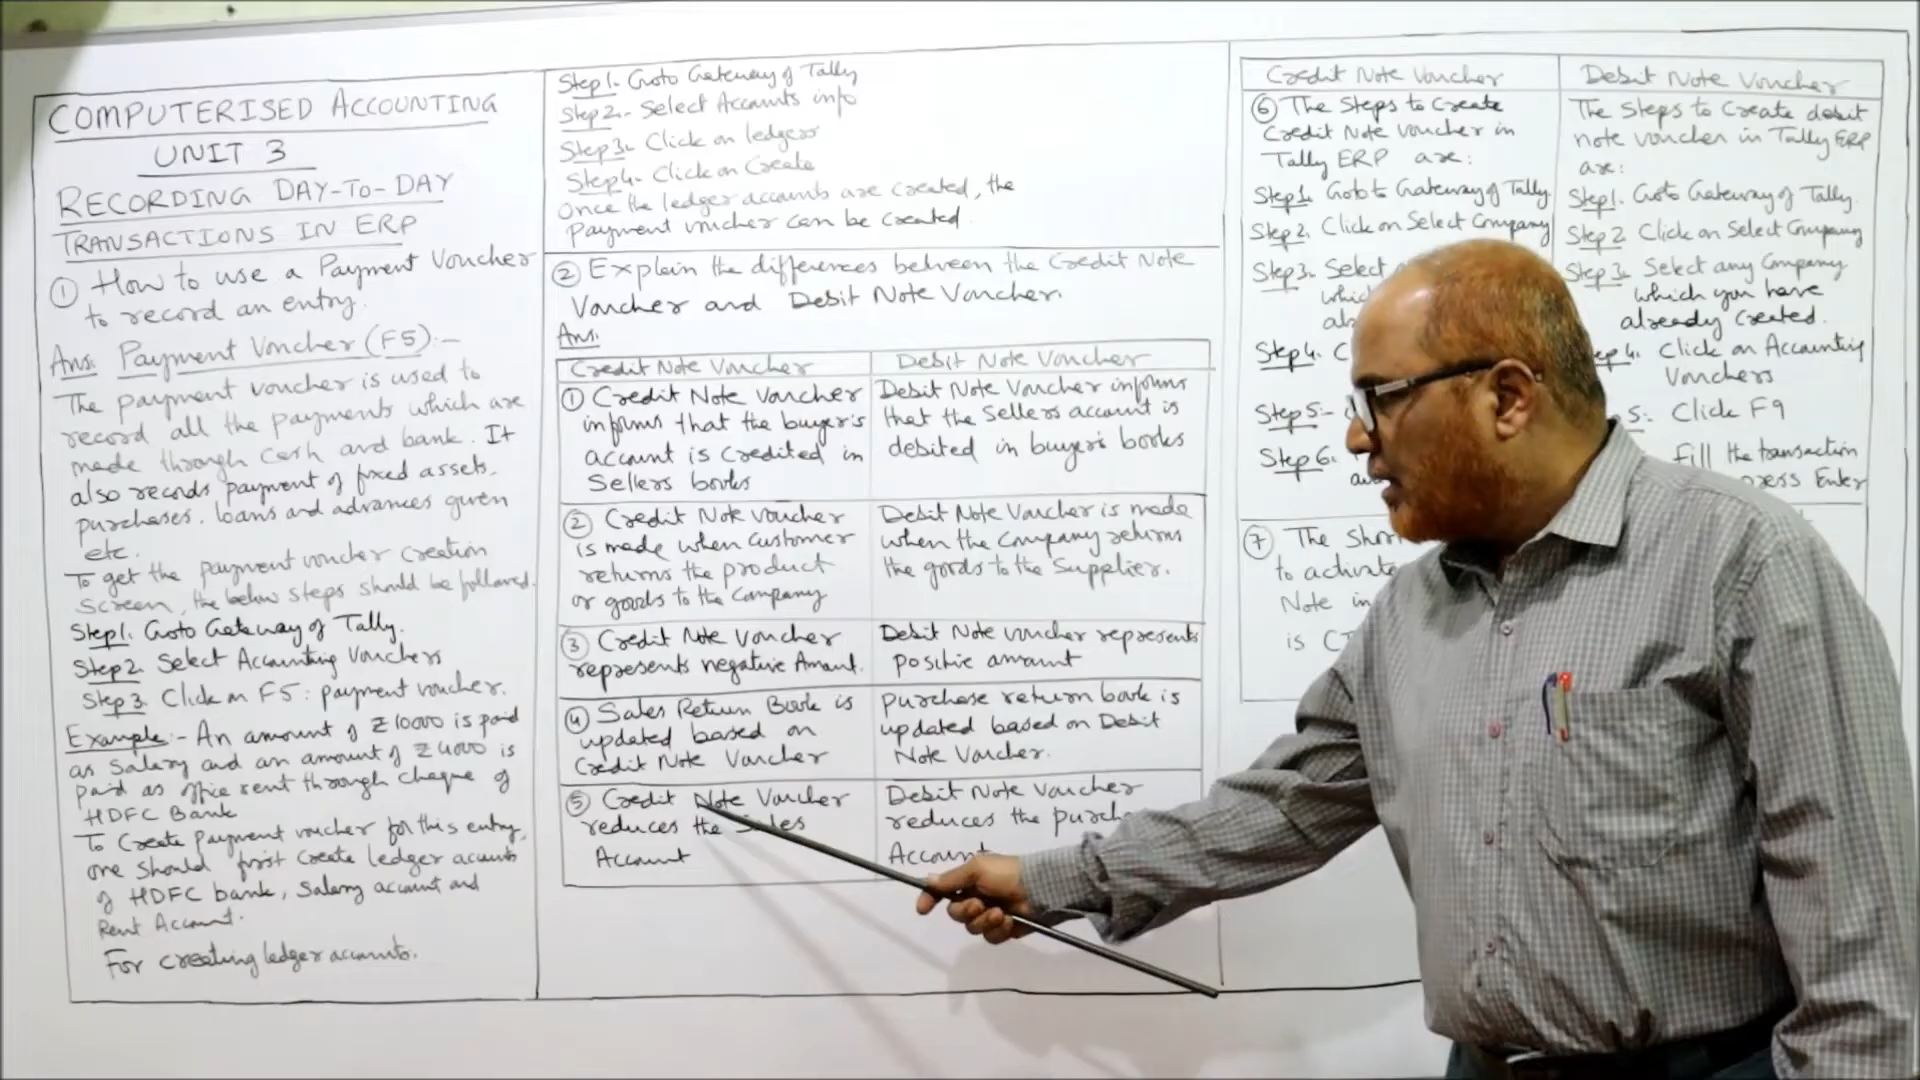 COMPUTERISED ACCOUNTING
UNIT 3
RECORDING DAY-TO-DAY
TRANSACTIONS IN ERP
① How to use a Payment Voucher
to record an entry.
Ans: Payment Voucher (F5):-
The payment voucher is used to
record all the payments which are
made through cash and bank. It
also records payment of fixed assets,
purchases, loans and advances given
etc.
To get the payment voucher creation
screen, the below steps should be followed.
Step1. Goto Gateway of Tally.
Step2. Select Accounting Vouchers
Step 3. Click on F5: payment voucher.
Example:- An amount of ₹10000 is paid
as Salary and an amount of ₹4000 is
paid as office rent through cheque of
HDFC Bank
To Create payment voucher for this entry,
one should first create ledger accounts
of HDFC bank, Salary account and
Rent Account.
For creating ledger accounts.
Step1. Goto Gateway of Tally
Step2.- Select Accounts info
Step3. Click on ledgers
Step4. Click on Create
Once the ledger accounts are created, the
Payment voucher can be created.
② Explain the differences between the Credit Note
Voucher and Debit Note Voucher.
Ans:
Credit Note Voucher
① Credit Note Voucher
informs that the buyer's
account is Credited in
Sellers books
② Credit Note Voucher
is made when Customer
returns the product
or goods to the Company
③ Credit Note Voucher
represents negative Amount.
④ Sales Return Book is
updated based on
Credit Note Voucher
⑤ Credit Note Voucher
reduces the Sales
Account
Debit Note Voucher
Debit Note Voucher informs
that the Sellers account is
debited in buyer's books
Debit Note Voucher is made
when the Company returns
the goods to the Supplier.
Debit Note voucher represents
positive amount
purchase return book is
updated based on Debit
Note Voucher.
Debit Note Voucher
reduces the
Account
Credit Note Voucher
⑥ The Steps to Create
Credit Note Voucher in
Tally ERP are:
Step1. Goto Gateway of Tally
Step2. Click on Select Company
Step3. Select
Step4.
Step5:-
Step6.
⑦ The
to activate
Note in
is
Debit Note Voucher
The Steps to Create debit
note voucher in Tally ERP
are:
Step1. Goto Gateway of Tally.
Step 2 Click on Select Company
Step3. Select any Company
which you have
already created.
4. Click on Accounting
Vouchers
5:. Click F9
Fill the transaction
press Enter